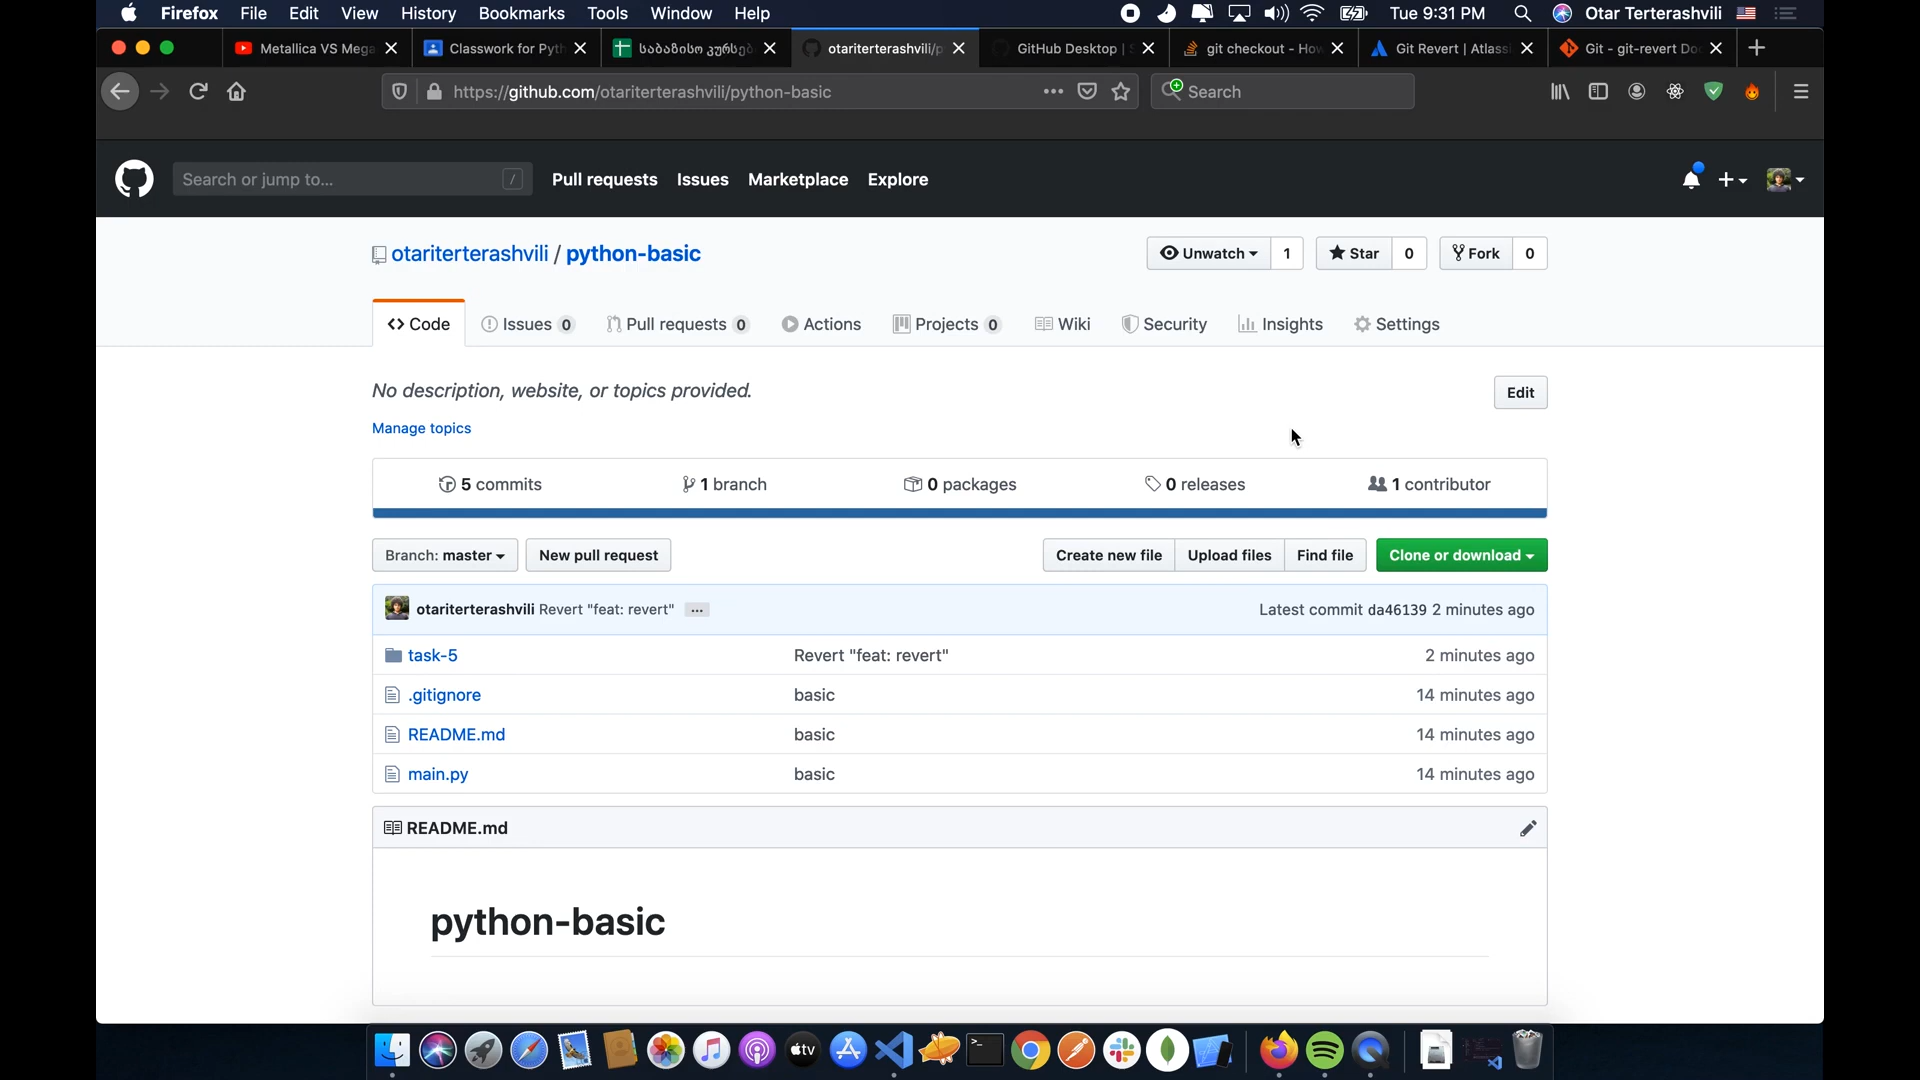 Firefox File Edit View History Bookmarks Tools Window Help Tue 9:31 PM Otar Terterashvili
Metallica VS Mega Classwork for Pyth საბაზისო კურსებ otariterterashvili/p GitHub Desktop | S git checkout - How Git Revert | Atlass Git - git-revert Do
https://github.com/otariterterashvili/python-basic Search
Search or jump to... / Pull requests Issues Marketplace Explore
otariterterashvili / python-basic Unwatch 1 Star 0 Fork 0
Code Issues 0 Pull requests 0 Actions Projects 0 Wiki Security Insights Settings
No description, website, or topics provided. Edit
Manage topics
5 commits 1 branch 0 packages 0 releases 1 contributor
Branch: master New pull request Create new file Upload files Find file Clone or download
otariterterashvili Revert "feat: revert" ... Latest commit da46139 2 minutes ago
task-5 Revert "feat: revert" 2 minutes ago
.gitignore basic 14 minutes ago
README.md basic 14 minutes ago
main.py basic 14 minutes ago
README.md
python-basic
tv